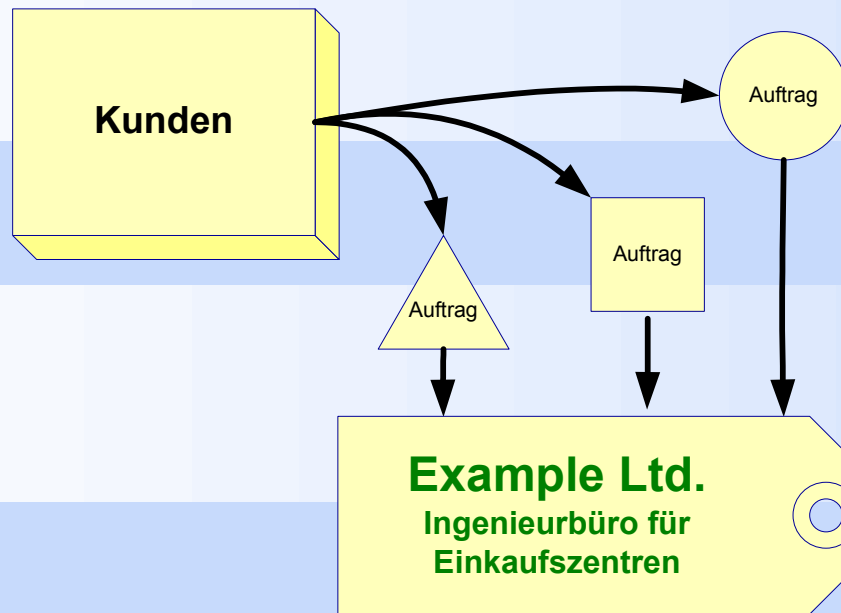 Kunden
Auftrag
Auftrag
Auftrag
Example Ltd.
Ingenieurbüro für
Einkaufszentren